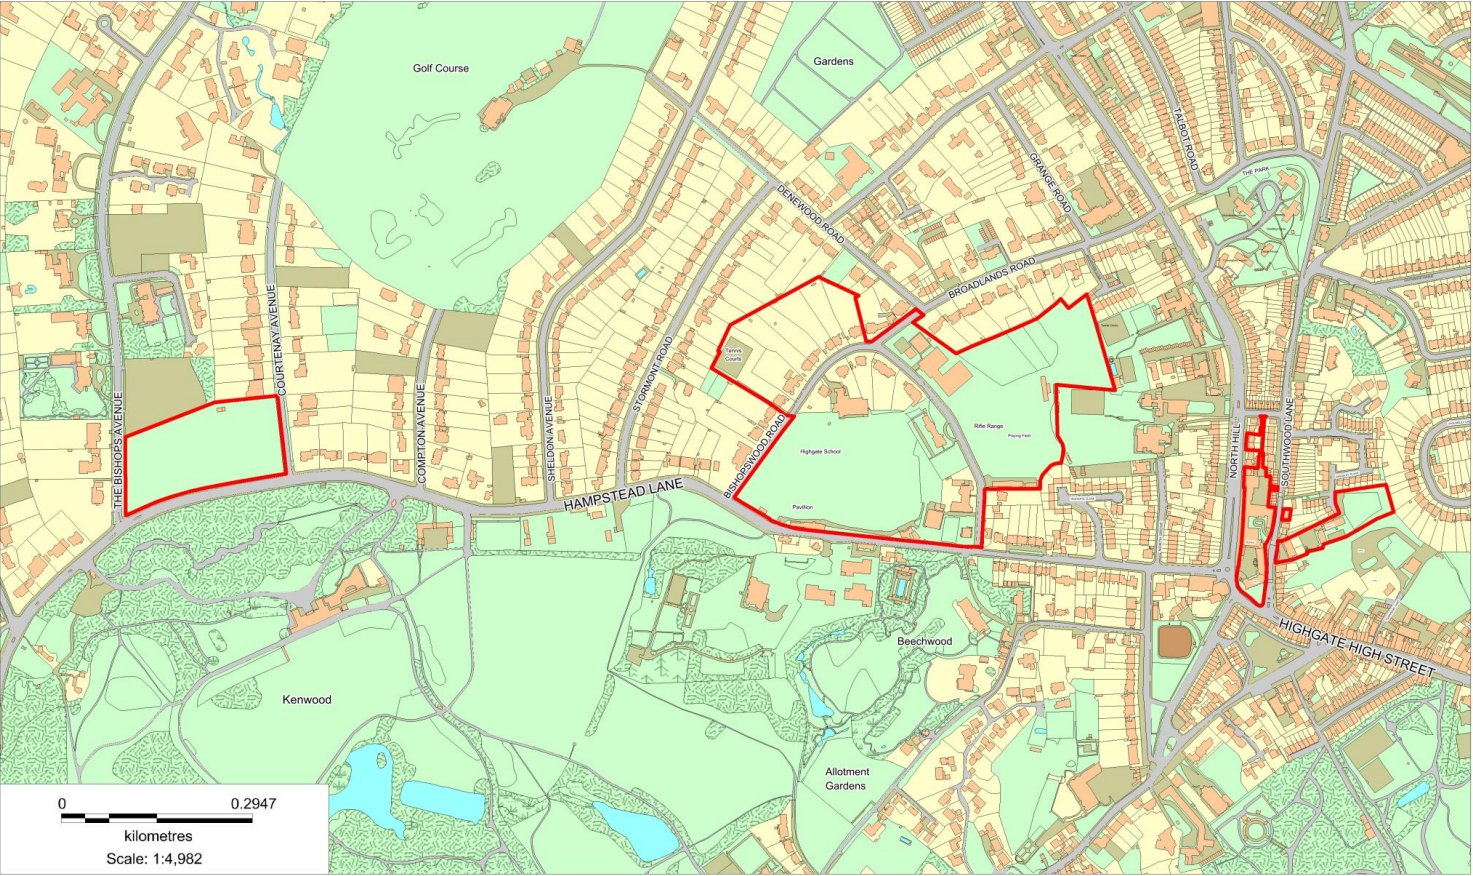 Golf Course
Gardens
TALBOT ROAD
THE PARK
GRANGE ROAD
DENEWOOD ROAD
BROADLANDS ROAD
THE BISHOPS AVENUE
COURTENAY AVENUE
COMPTON AVENUE
SHELDON AVENUE
STORMONT ROAD
Tennis
Courts
BISHOPSWOOD ROAD
Highgate School
Pavillion
Rifle Range
Playing Field
NORTH HILL
SOUTHWOOD LANE
HAMPSTEAD LANE
HIGHGATE HIGH STREET
Beechwood
Kenwood
Allotment
Gardens
0 0.2947
kilometres
Scale: 1:4,982